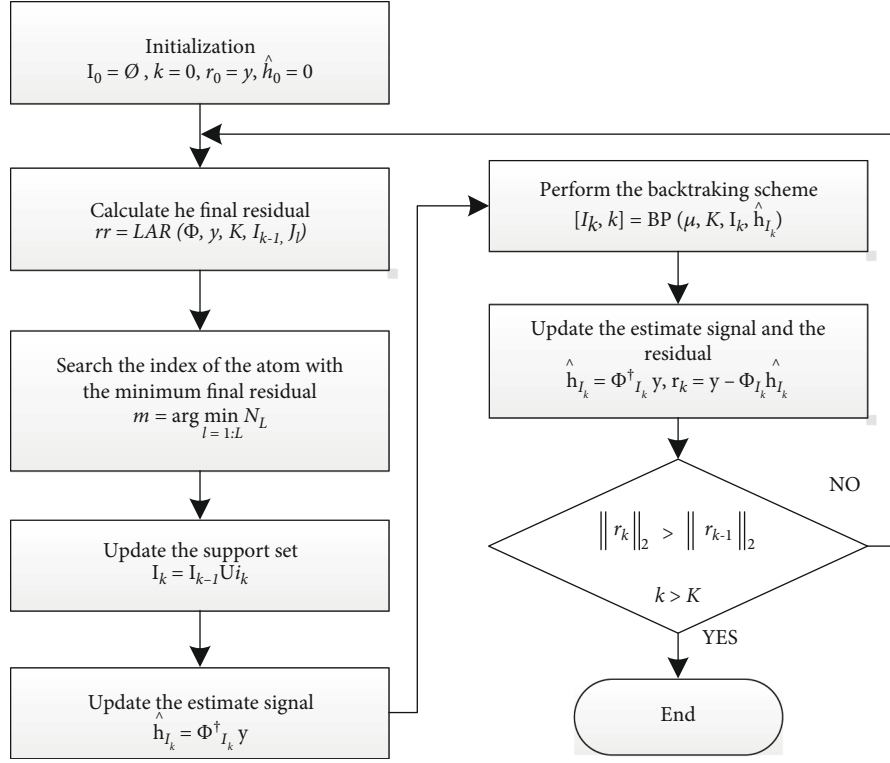 Initialization
I₀ = Ø , k = 0, r₀ = y, ĥ₀ = 0
Calculate he final residual
rr = LAR (Φ, y, K, I_{k-1}, J_l)
Search the index of the atom with
the minimum final residual
m = arg min N_L
l = 1:L
Update the support set
I_k = I_{k–1}Ui_k
Update the estimate signal
ĥ_{I_k} = Φ†_{I_k} y
Perform the backtraking scheme
[I_k, k] = BP (μ, K, I_k, ĥ_{I_k})
Update the estimate signal and the
residual
ĥ_{I_k} = Φ†_{I_k} y, r_k = y – Φ_{I_k} ĥ_{I_k}
NO
‖ r_k ‖₂ > ‖ r_{k-1} ‖₂
k > K
YES
End